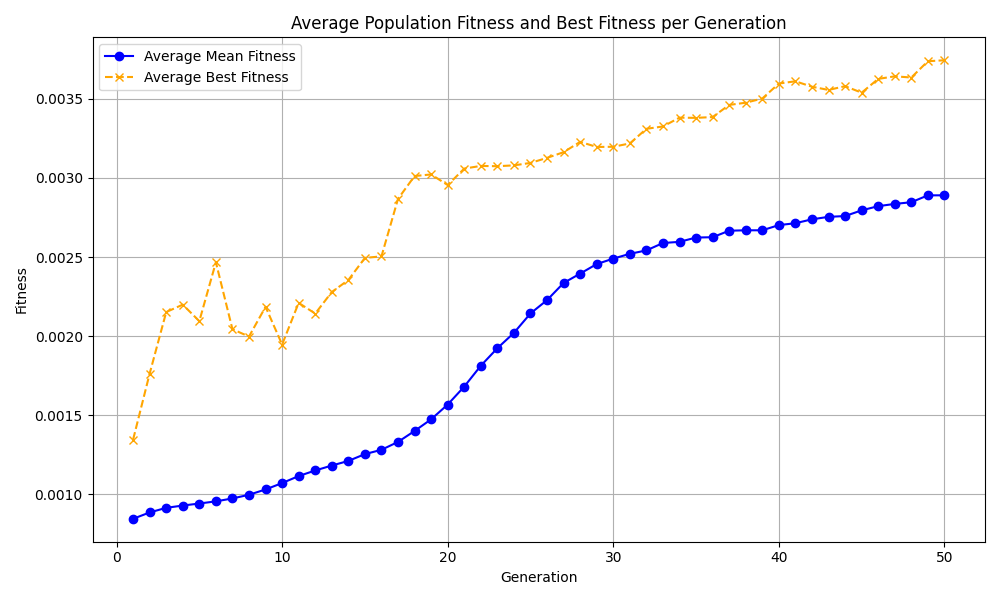 Average Population Fitness and Best Fitness per Generation
Average Mean Fitness
Average Best Fitness
0.0035
0.0030
0.0025
0.0020
0.0015
0.0010
Fitness
0 10 20 30 40 50
Generation